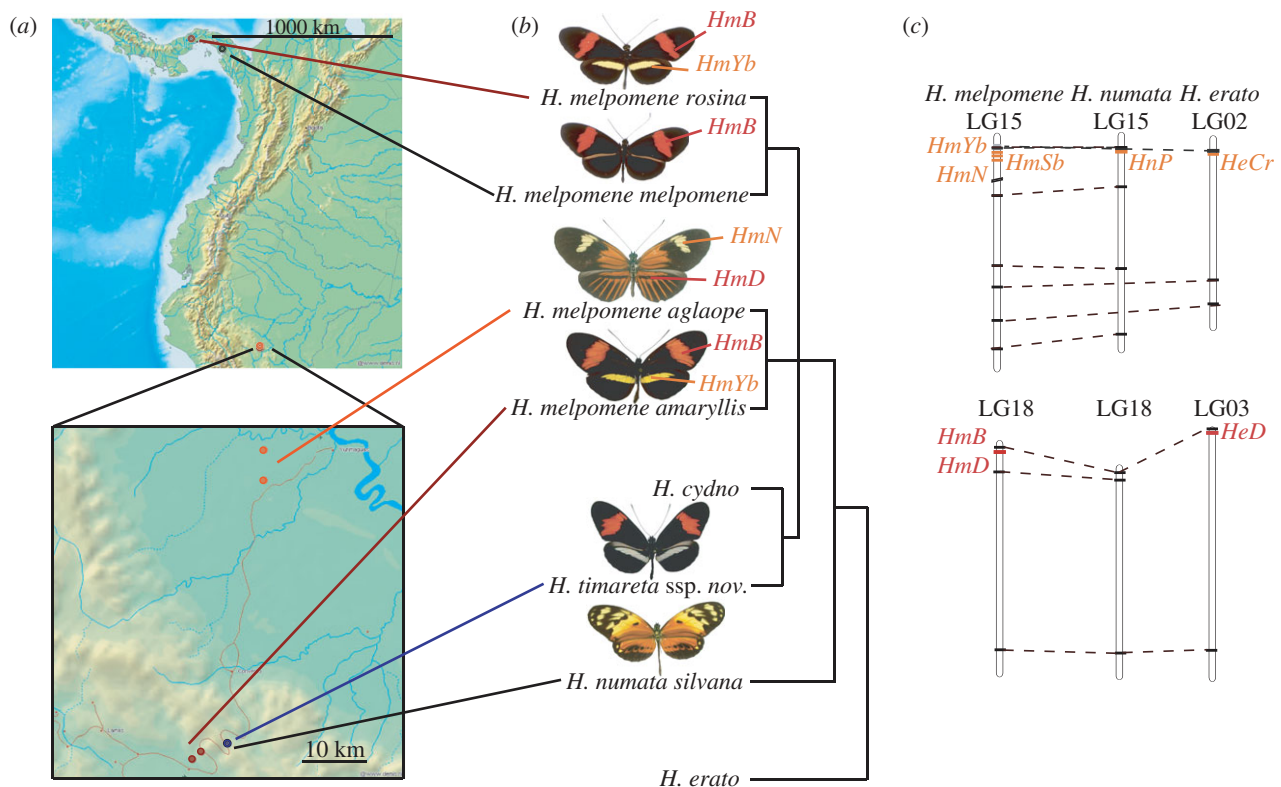 (a)
1000 km
10 km
(b)
HmB
HmYb
H. melpomene rosina
HmB
H. melpomene melpomene
HmN
HmD
H. melpomene aglaope
HmB
HmYb
H. melpomene amaryllis
H. cydno
H. timareta ssp. nov.
H. numata silvana
H. erato
(c)
H. melpomene H. numata H. erato
LG15 LG15 LG02
HmYb
HmSb HnP HeCr
HmN
LG18 LG18 LG03
HmB HeD
HmD